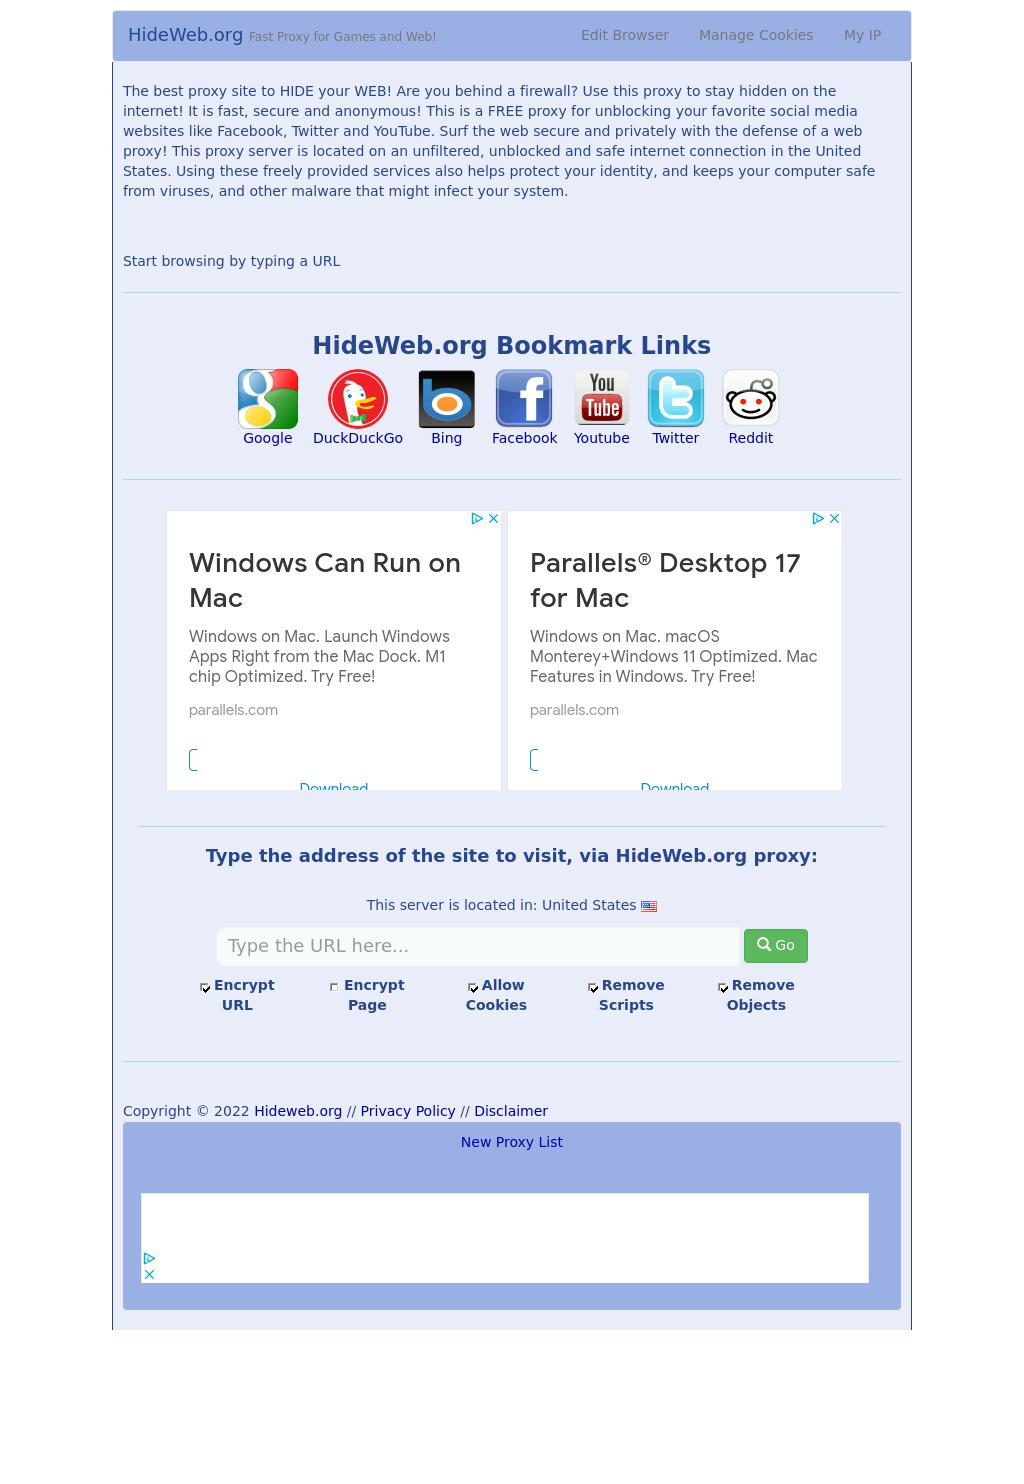 HideWeb.org Fast Proxy for Games and Web!
Edit Browser
Manage Cookies
My IP
The best proxy site to HIDE your WEB! Are you behind a firewall? Use this proxy to stay hidden on the
internet! It is fast, secure and anonymous! This is a FREE proxy for unblocking your favorite social media
websites like Facebook, Twitter and YouTube. Surf the web secure and privately with the defense of a web
proxy! This proxy server is located on an unfiltered, unblocked and safe internet connection in the United
States. Using these freely provided services also helps protect your identity, and keeps your computer safe
from viruses, and other malware that might infect your system.
Start browsing by typing a URL
HideWeb.org Bookmark Links
You
Tube
Google
DuckDuckGo
Bing
Facebook
Youtube
Twitter
Reddit
Windows Can Run on
Mac
Windows on Mac. Launch Windows
Apps Right from the Mac Dock. M1
chip Optimized. Try Free!
parallels.com
Download
Parallels® Desktop 17
for Mac
Windows on Mac. macOS
Monterey+Windows 11 Optimized. Mac
Features in Windows. Try Free!
parallels.com
Download
Type the address of the site to visit, via HideWeb.org proxy:
This server is located in: United States
Type the URL here...
Go
Encrypt
URL
Encrypt
Page
Allow
Cookies
Remove
Scripts
Remove
Objects
Copyright © 2022 Hideweb.org // Privacy Policy // Disclaimer
New Proxy List